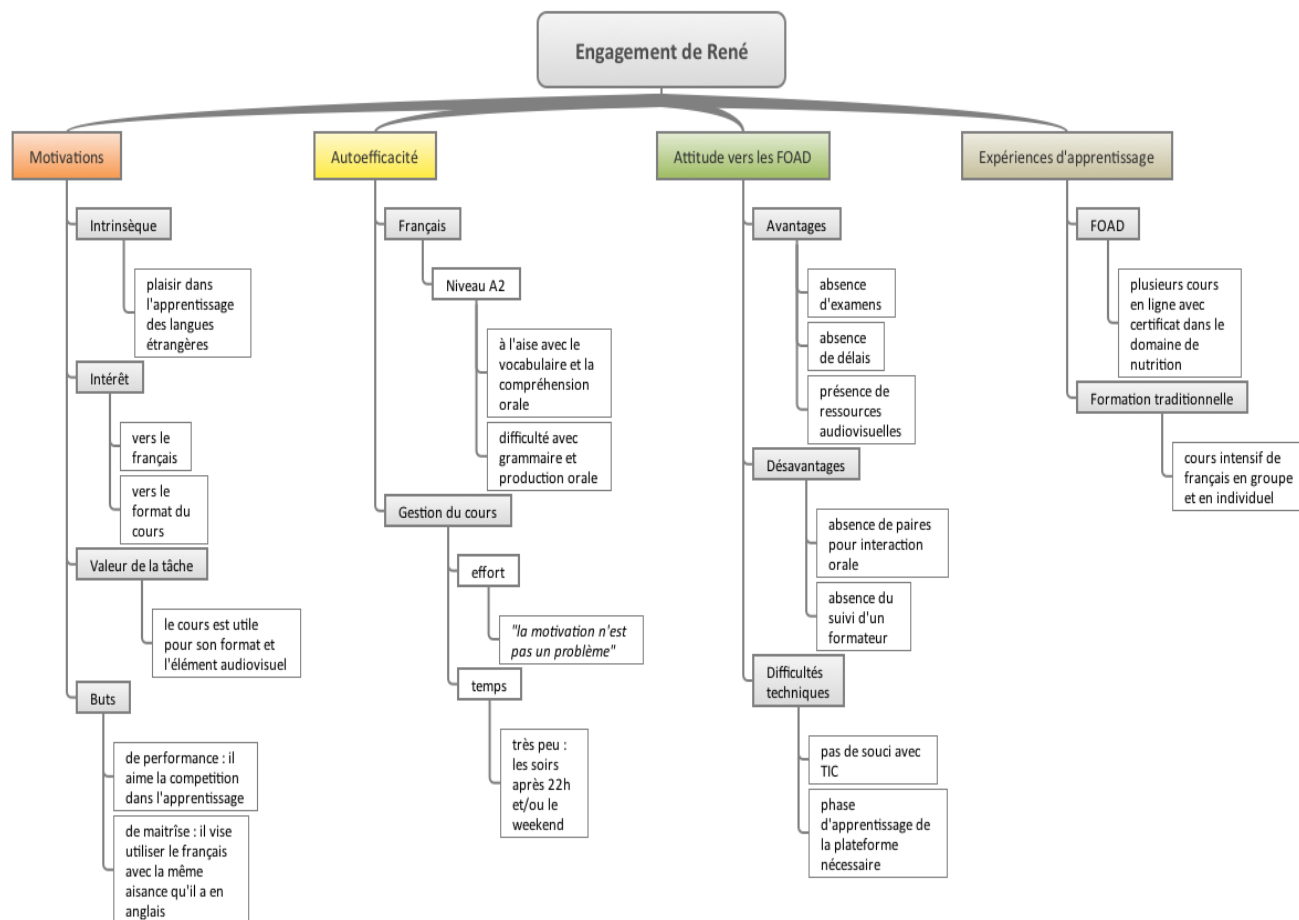 Engagement de René
Motivations
Intrinsèque
plaisir dans
l'apprentissage
des langues
étrangères
Intérêt
vers le
français
vers le
format du
cours
Valeur de la tâche
le cours est utile
pour son format et
l'élément audiovisuel
Buts
de performance : il
aime la competition
dans l'apprentissage
de maitrîse : il vise
utiliser le français
avec la même
aisance qu'il a en
anglais
Autoefficacité
Français
Niveau A2
à l'aise avec le
vocabulaire et la
compréhension
orale
difficulté avec
grammaire et
production orale
Gestion du cours
effort
"la motivation n'est
pas un problème"
temps
très peu :
les soirs
après 22h
et/ou le
weekend
Attitude vers les FOAD
Avantages
absence
d'examens
absence
de délais
présence de
ressources
audiovisuelles
Désavantages
absence de paires
pour interaction
orale
absence du
suivi d'un
formateur
Difficultés
techniques
pas de souci avec
TIC
phase
d'apprentissage de
la plateforme
nécessaire
Expériences d'apprentissage
FOAD
plusieurs cours
en ligne avec
certificat dans le
domaine de
nutrition
Formation traditionnelle
cours intensif de
français en groupe
et en individuel